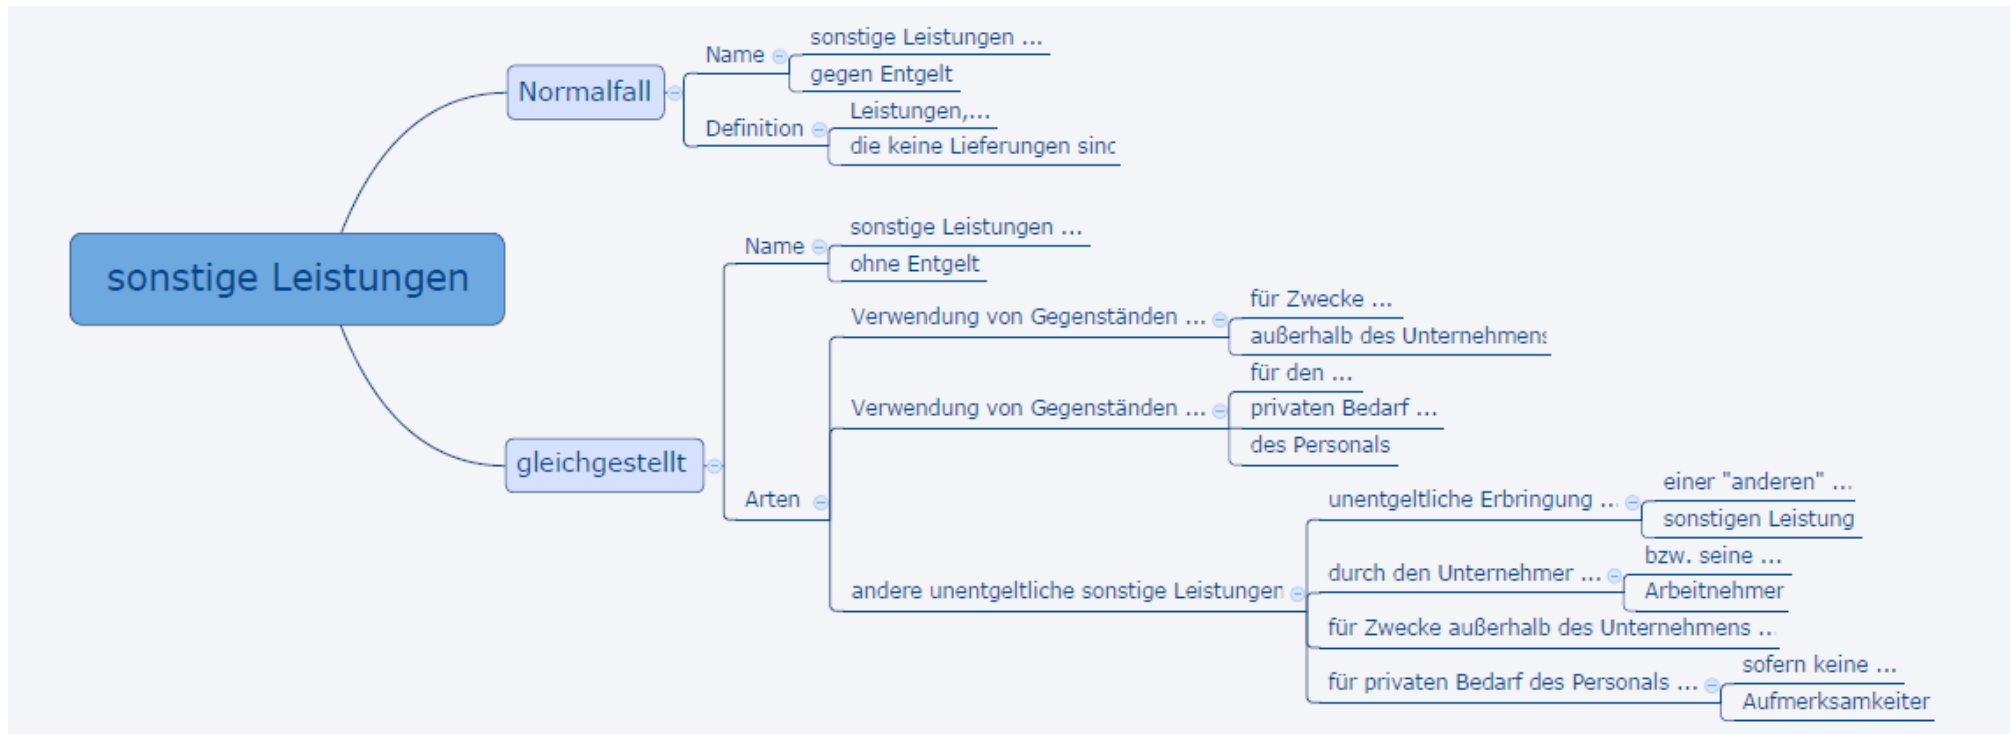 sonstige Leistungen
Normalfall
Name
sonstige Leistungen ...
gegen Entgelt
Definition
Leistungen,...
die keine Lieferungen sind
gleichgestellt
Name
sonstige Leistungen ...
ohne Entgelt
Arten
Verwendung von Gegenständen ...
für Zwecke ...
außerhalb des Unternehmens
Verwendung von Gegenständen ...
für den ...
privaten Bedarf ...
des Personals
andere unentgeltliche sonstige Leistungen
unentgeltliche Erbringung ...
einer "anderen" ...
sonstigen Leistung
durch den Unternehmer ...
bzw. seine ...
Arbeitnehmer
für Zwecke außerhalb des Unternehmens ...
für privaten Bedarf des Personals ...
sofern keine ...
Aufmerksamkeiten